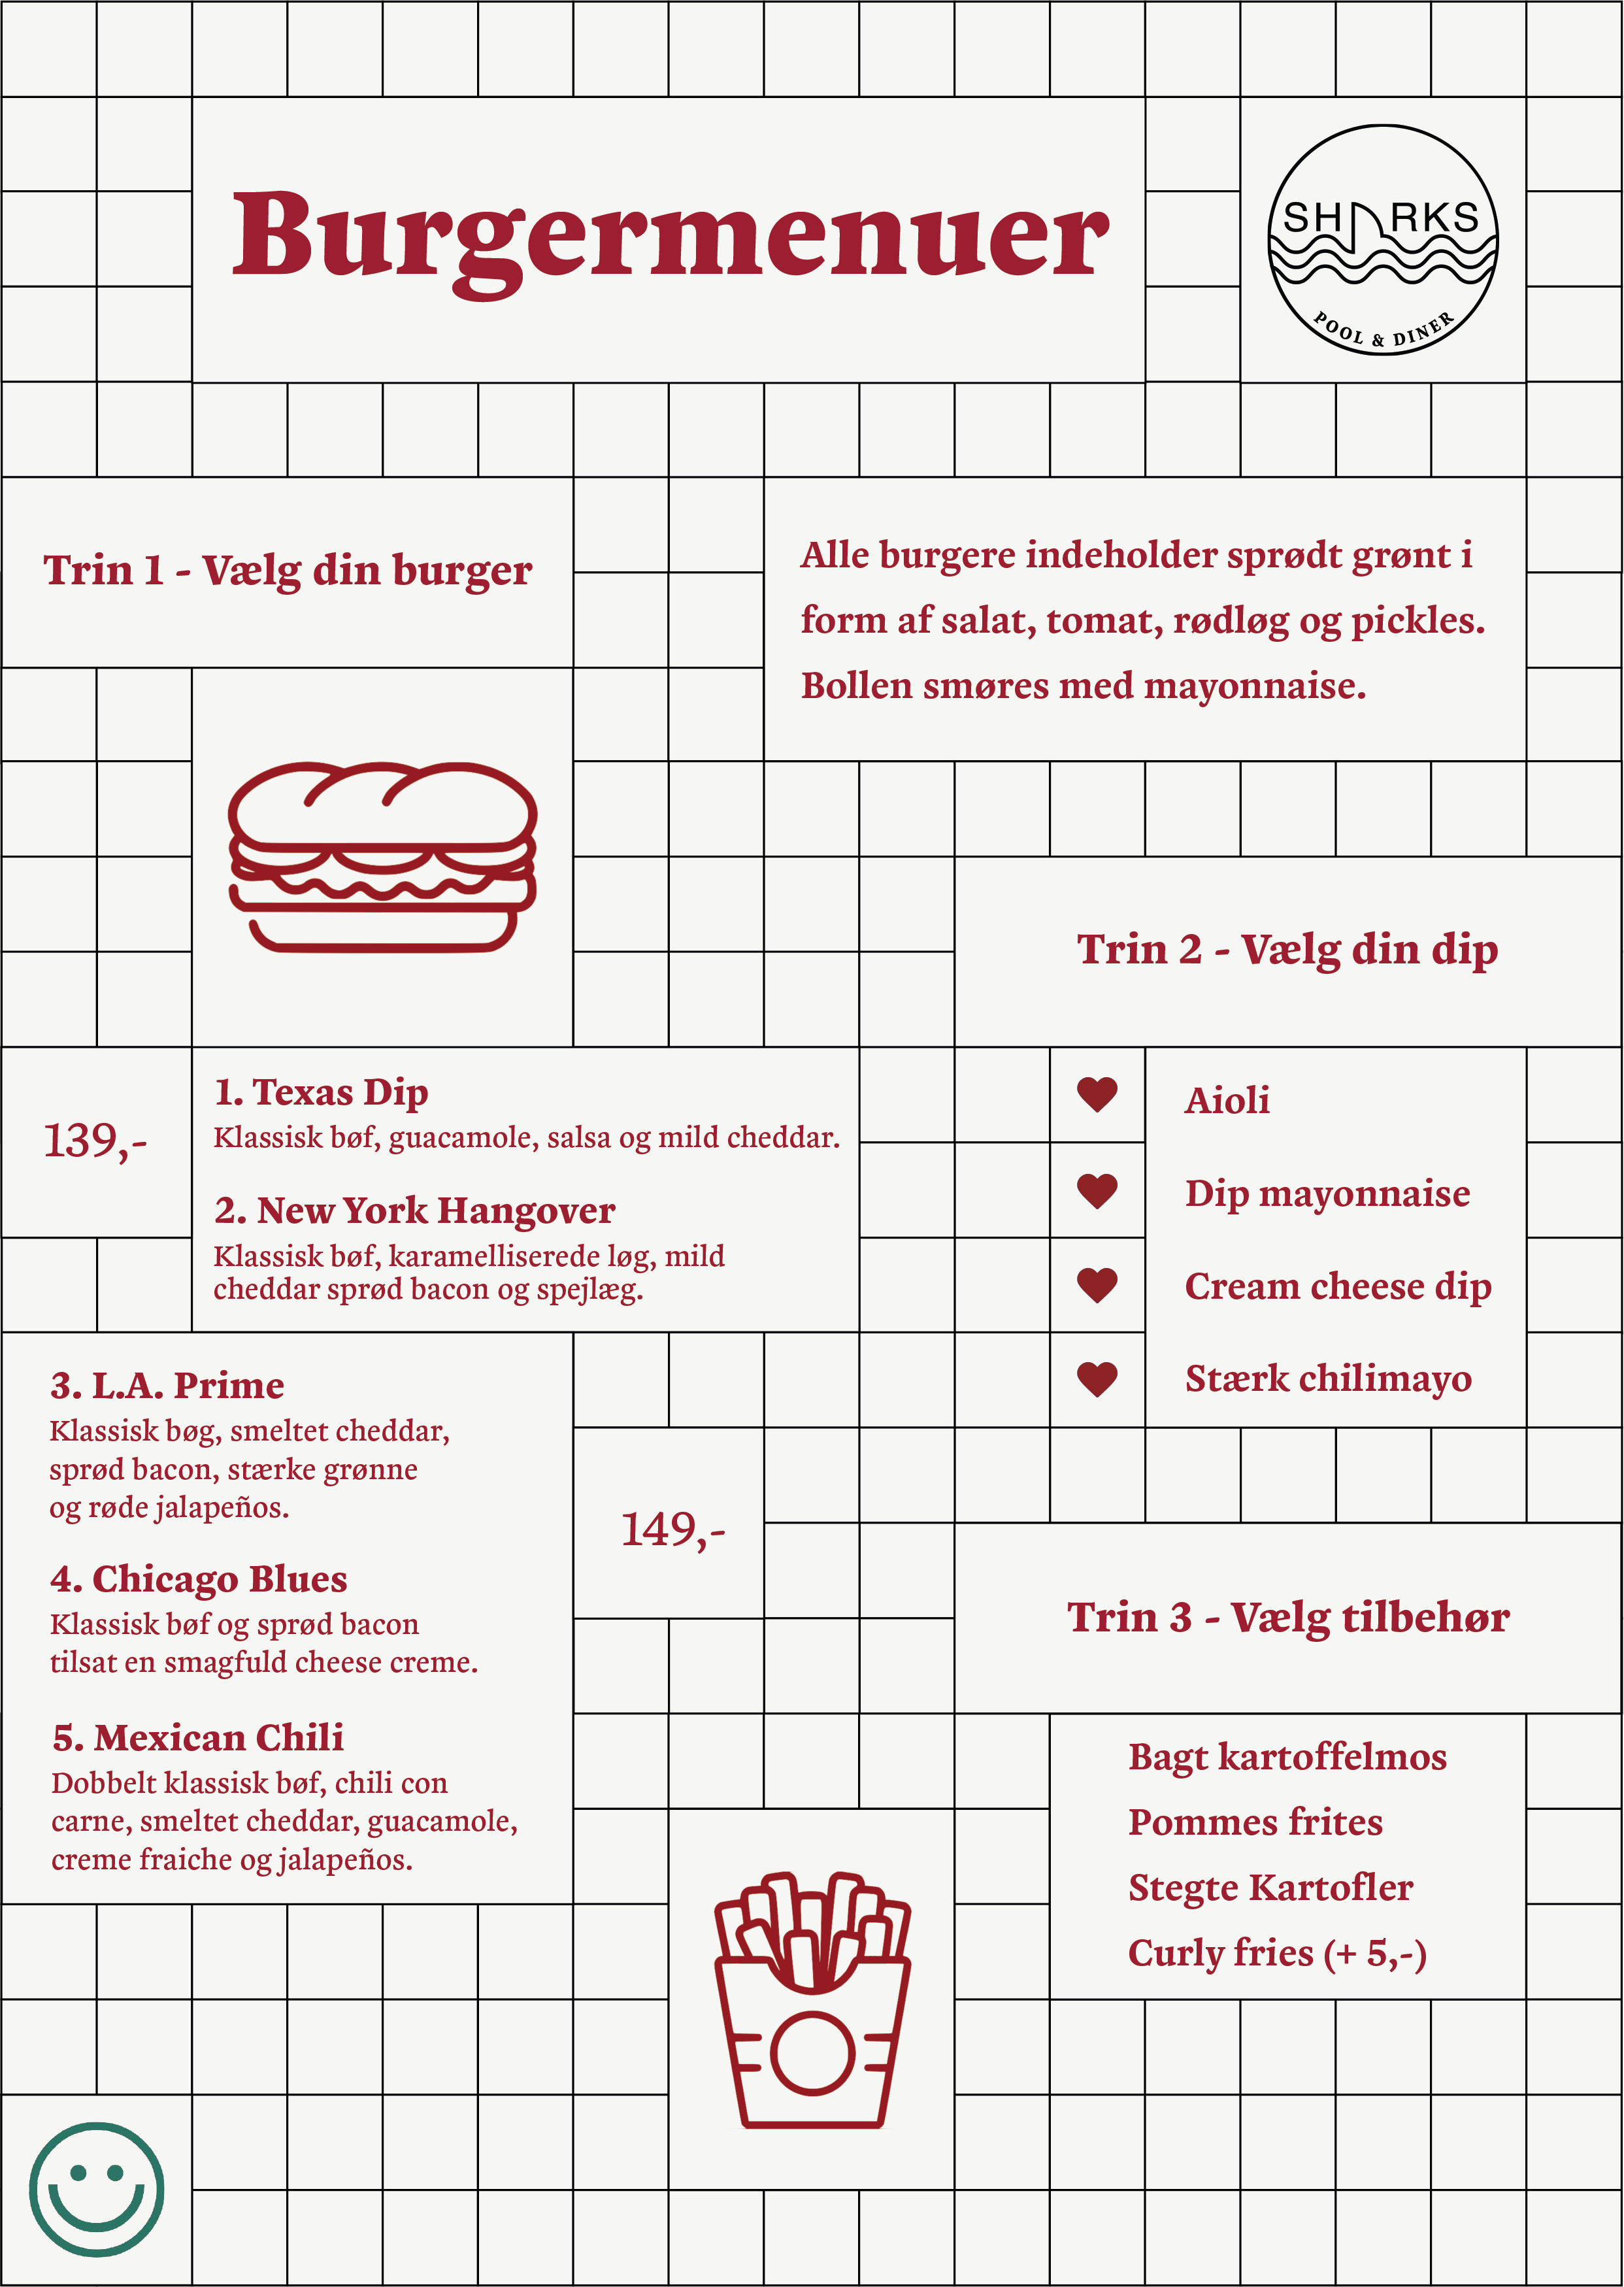 Burgermenuer
SHARKS
POOL & DINER
Trin 1 - Vælg din burger
Alle burgere indeholder sprødt grønt i
form af salat, tomat, rødløg og pickles.
Bollen smøres med mayonnaise.
139,-
1. Texas Dip
Klassisk bøf, guacamole, salsa og mild cheddar.
2. New York Hangover
Klassisk bøf, karamelliserede løg, mild
cheddar sprød bacon og spejlæg.
3. L.A. Prime
Klassisk bøg, smeltet cheddar,
sprød bacon, stærke grønne
og røde jalapeños.
4. Chicago Blues
Klassisk bøf og sprød bacon
tilsat en smagfuld cheese creme.
5. Mexican Chili
Dobbelt klassisk bøf, chili con
carne, smeltet cheddar, guacamole,
creme fraiche og jalapeños.
149,-
Trin 2 - Vælg din dip
Aioli
Dip mayonnaise
Cream cheese dip
Stærk chilimayo
Trin 3 - Vælg tilbehør
Bagt kartoffelmos
Pommes frites
Stegte Kartofler
Curly fries (+ 5,-)